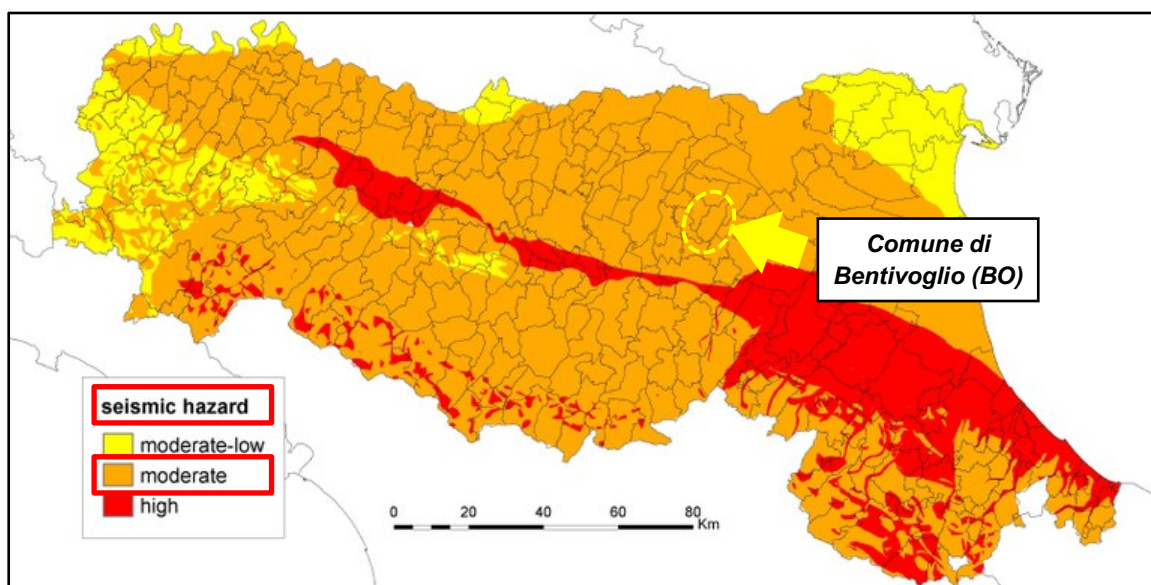 Comune di
Bentivoglio (BO)
seismic hazard
moderate-low
moderate
high
0 20 40 60 80
Km